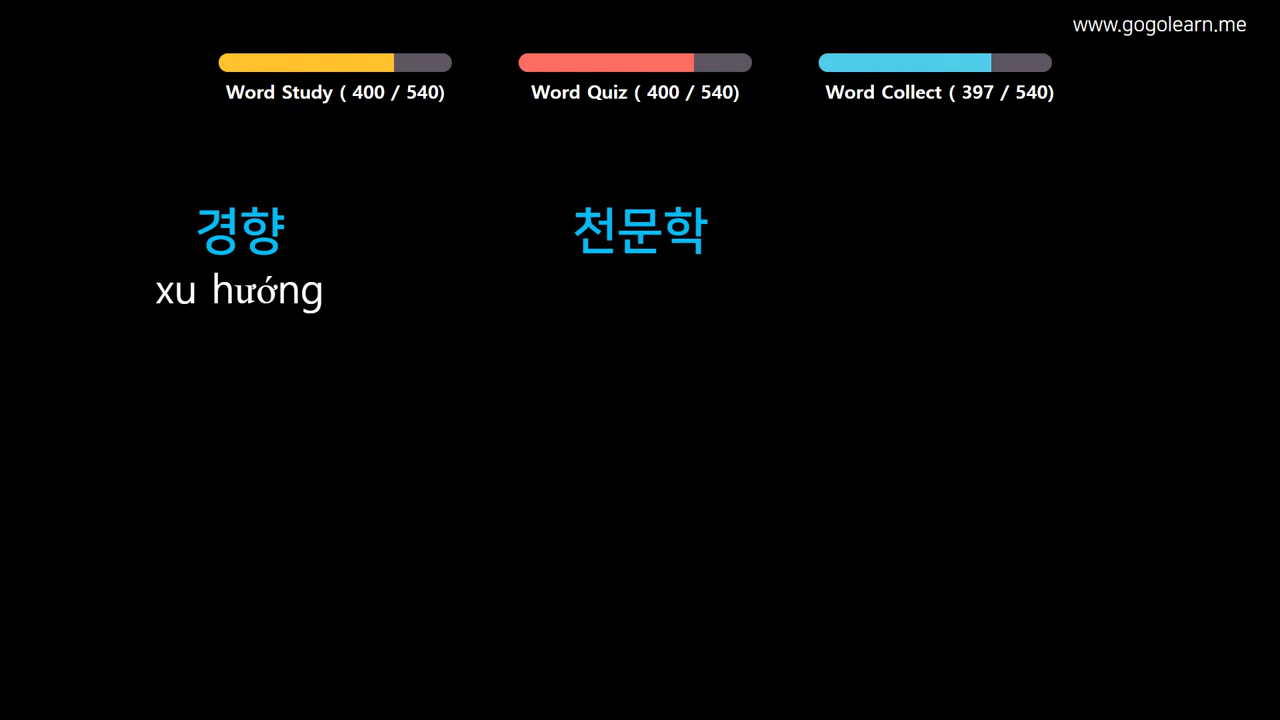 www.gogolearn.me
Word Study ( 400 / 540)
Word Quiz ( 400 / 540)
Word Collect ( 397 / 540)
경향
천문학
xu hướng